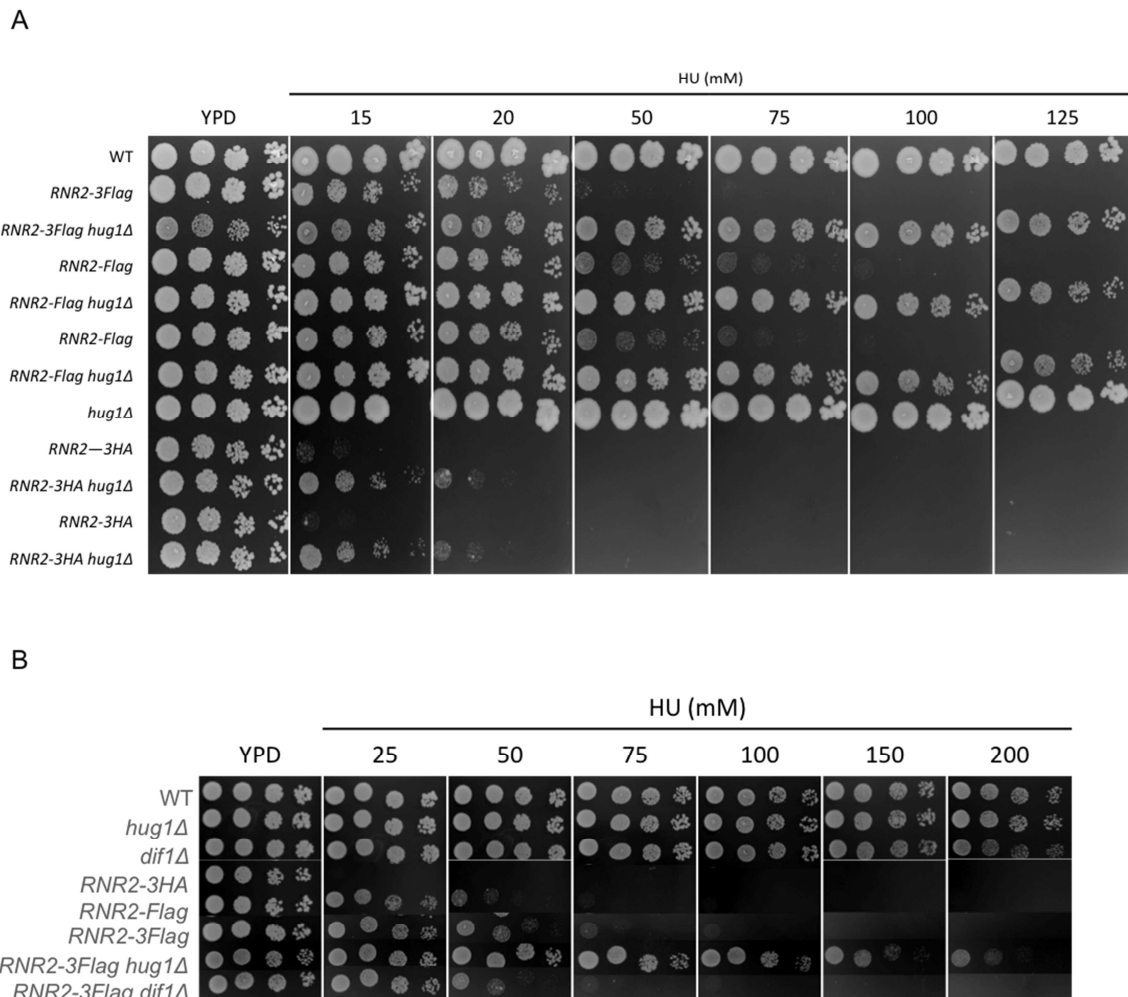 A
HU (mM)
YPD 15 20 50 75 100 125
WT
RNR2-3Flag
RNR2-3Flag hug1Δ
RNR2-Flag
RNR2-Flag hug1Δ
RNR2-Flag
RNR2-Flag hug1Δ
hug1Δ
RNR2—3HA
RNR2-3HA hug1Δ
RNR2-3HA
RNR2-3HA hug1Δ
B
HU (mM)
YPD 25 50 75 100 150 200
WT
hug1Δ
dif1Δ
RNR2-3HA
RNR2-Flag
RNR2-3Flag
RNR2-3Flag hug1Δ
RNR2-3Flag dif1Δ